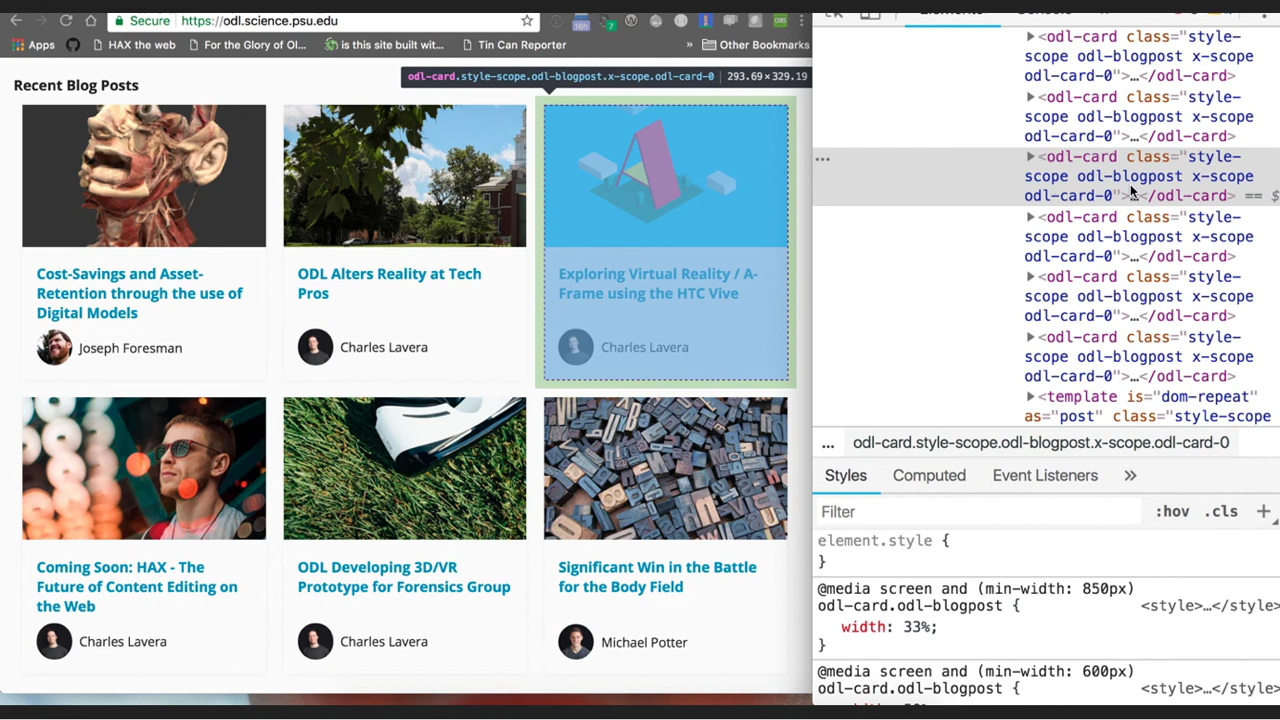 Secure https://odl.science.psu.edu
Apps HAX the web For the Glory of Ol... is this site built wit... Tin Can Reporter » Other Bookmarks
Recent Blog Posts
odl-card.style-scope.odl-blogpost.x-scope.odl-card-0 293.69×329.19
Cost-Savings and Asset-
Retention through the use of
Digital Models
Joseph Foresman
ODL Alters Reality at Tech
Pros
Charles Lavera
Exploring Virtual Reality / A-
Frame using the HTC Vive
Charles Lavera
Coming Soon: HAX - The
Future of Content Editing on
the Web
Charles Lavera
ODL Developing 3D/VR
Prototype for Forensics Group
Charles Lavera
Significant Win in the Battle
for the Body Field
Michael Potter
<odl-card class="style-
scope odl-blogpost x-scope
odl-card-0">…</odl-card>
<odl-card class="style-
scope odl-blogpost x-scope
odl-card-0">…</odl-card>
<odl-card class="style-
scope odl-blogpost x-scope
odl-card-0">…</odl-card> == $
<odl-card class="style-
scope odl-blogpost x-scope
odl-card-0">…</odl-card>
<odl-card class="style-
scope odl-blogpost x-scope
odl-card-0">…</odl-card>
<odl-card class="style-
scope odl-blogpost x-scope
odl-card-0">…</odl-card>
<template is="dom-repeat"
as="post" class="style-scope
... odl-card.style-scope.odl-blogpost.x-scope.odl-card-0
Styles Computed Event Listeners »
Filter :hov .cls +
element.style {
}
@media screen and (min-width: 850px)
odl-card.odl-blogpost { <style>…</style>
width: 33%;
}
@media screen and (min-width: 600px)
odl-card.odl-blogpost { <style>…</style>